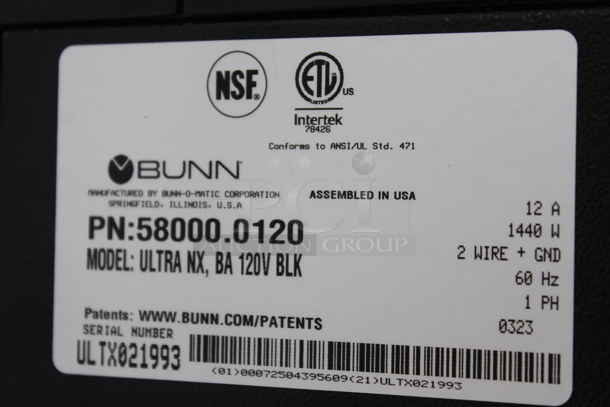 NSF®
ETL
LISTED
US
Intertek
78426
Conforms to ANSI/UL Std. 471
BUNN®
MANUFACTURED BY BUNN-O-MATIC CORPORATION
SPRINGFIELD, ILLINOIS, U.S.A
ASSEMBLED IN USA
PN:58000.0120
MODEL: ULTRA NX, BA 120V BLK
12 A
1440 W
2 WIRE + GND
60 Hz
1 PH
0323
PCI
AUCTION GROUP
Patents: WWW.BUNN.COM/PATENTS
SERIAL NUMBER
ULTX021993
(01)00072504395609(21)ULTX021993